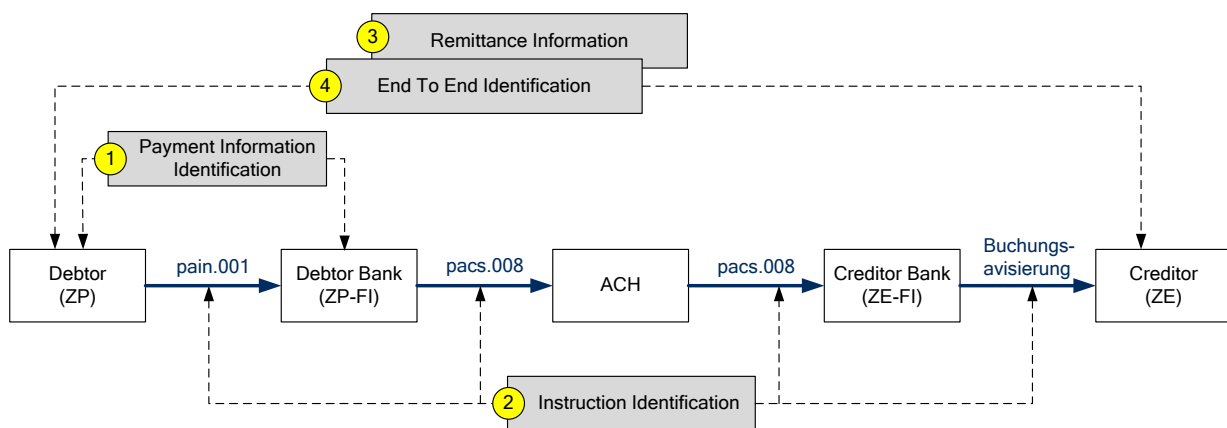 3
Remittance Information
4
End To End Identification
1
Payment Information
Identification
Debtor
(ZP)
pain.001
Debtor Bank
(ZP-FI)
pacs.008
ACH
pacs.008
Creditor Bank
(ZE-FI)
Buchungs-
avisierung
Creditor
(ZE)
2
Instruction Identification